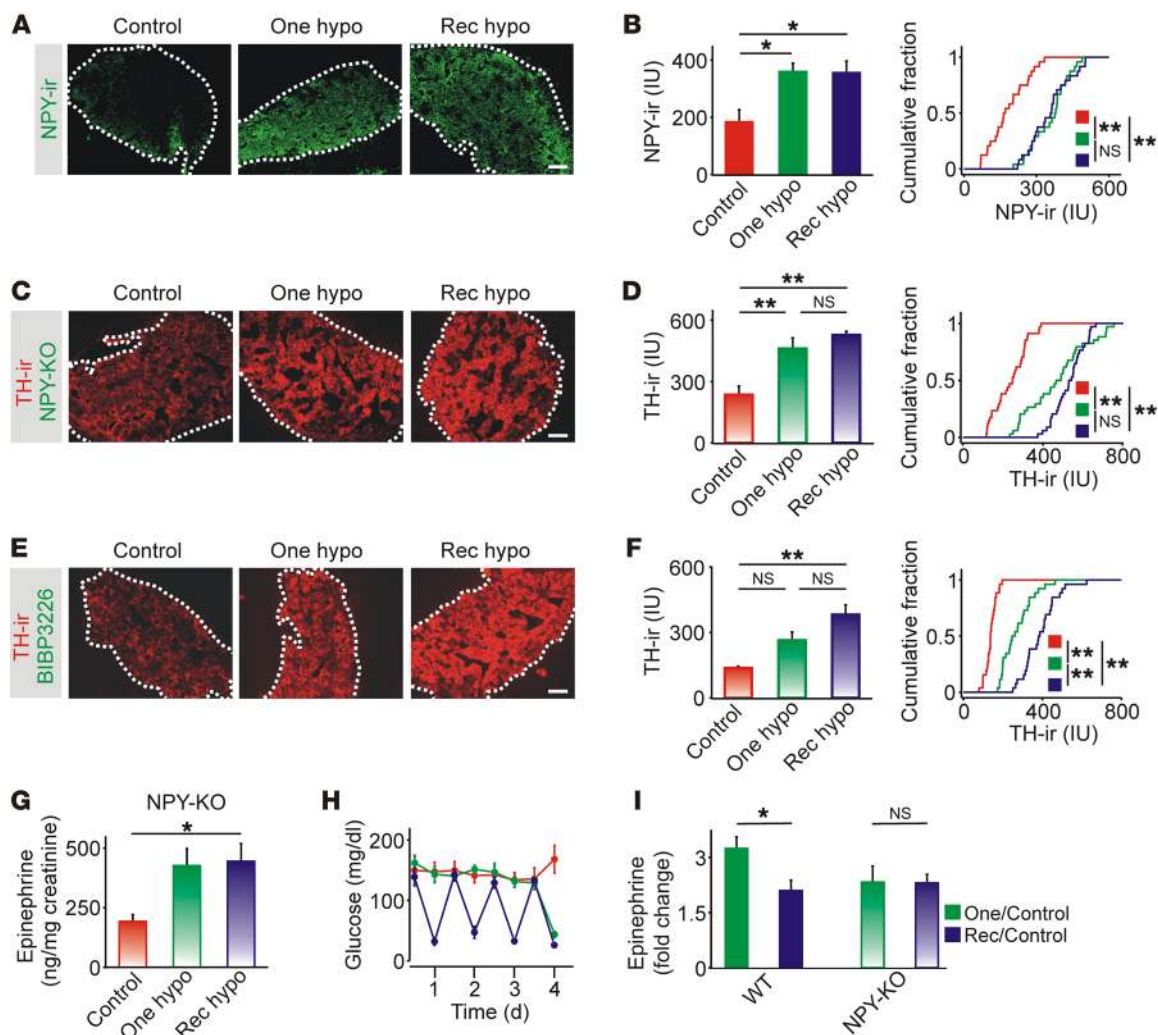 A
Control
One hypo
Rec hypo
NPY-ir
B
NPY-ir (IU)
400
200
0
*
*
Control
One hypo
Rec hypo
Cumulative fraction
1
0.5
0
**
NS
**
0
300
600
NPY-ir (IU)
C
Control
One hypo
Rec hypo
TH-ir
NPY-KO
D
TH-ir (IU)
600
300
0
**
**
NS
Control
One hypo
Rec hypo
Cumulative fraction
1
0.5
0
**
NS
**
0
400
800
TH-ir (IU)
E
Control
One hypo
Rec hypo
TH-ir
BIBP3226
F
TH-ir (IU)
600
300
0
**
NS
NS
Control
One hypo
Rec hypo
Cumulative fraction
1
0.5
0
**
**
**
0
400
800
TH-ir (IU)
G
NPY-KO
Epinephrine
(ng/mg creatinine)
500
250
0
*
Control
One hypo
Rec hypo
H
Glucose (mg/dl)
200
100
0
1
2
3
4
Time (d)
I
Epinephrine
(fold change)
3
1.5
0
*
NS
WT
NPY-KO
One/Control
Rec/Control